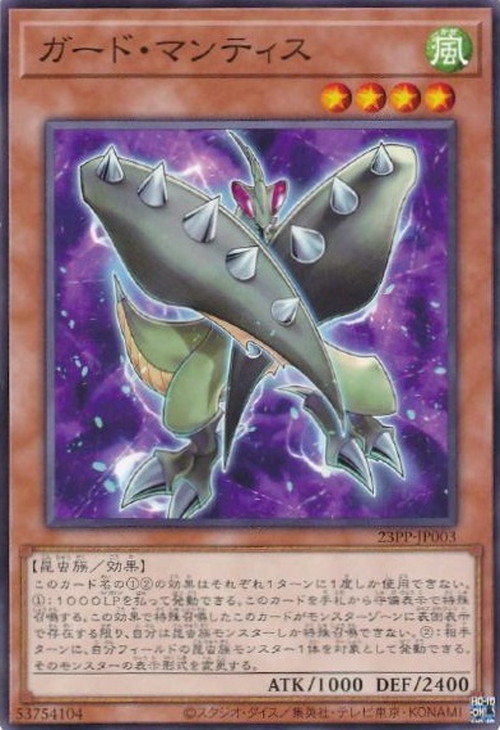 ガード・マンティス
風
23PP-JP003
【昆虫族/効果】
このカード名の①②の効果はそれぞれ1ターンに1度しか使用できない。
①:1000LPを払って発動できる。このカードを手札から守備表示で特殊
召喚する。この効果で特殊召喚したこのカードがモンスターゾーンに表側表示
で存在する限り、自分は昆虫族モンスターしか特殊召喚できない。②:相手
ターンに、自分フィールドの昆虫族モンスター1体を対象として発動できる。
そのモンスターの表示形式を変更する。
ATK/1000 DEF/2400
53754104 ©スタジオ・ダイス/集英社・テレビ東京・KONAMI